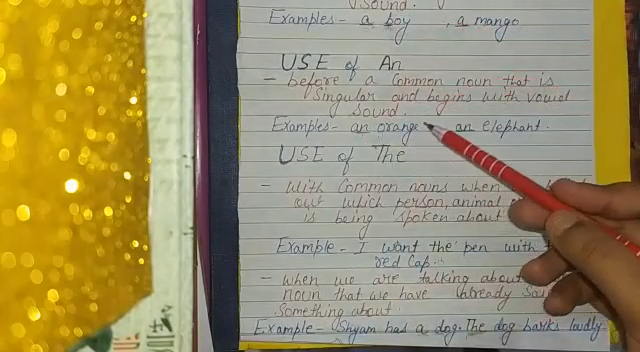 Sound.
Examples- a boy , a mango
USE of An
- before a Common noun that is
Singular and begins with vowel
Sound.
Examples- an orange an elephant.
USE of The
- with Common nouns when
out which person, animal
is being spoken about
Example- I want the pen with
red Cap.
- when we are talking about
noun that we have already
something about.
Example- Shyam has a dog. The dog barks loudly